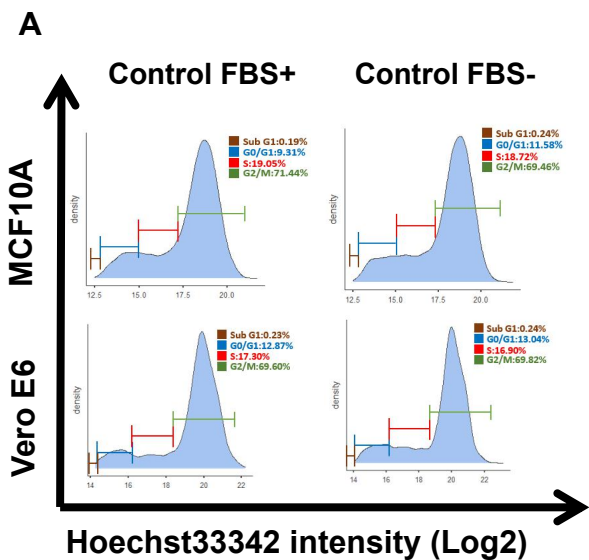 A
Control FBS+
Control FBS-
MCF10A
Sub G1:0.19%
G0/G1:9.31%
S:19.05%
G2/M:71.44%
density
12.5 15.0 17.5 20.0
Sub G1:0.24%
G0/G1:11.58%
S:18.72%
G2/M:69.46%
density
12.5 15.0 17.5 20.0
Vero E6
Sub G1:0.23%
G0/G1:12.87%
S:17.30%
G2/M:69.60%
density
14 16 18 20 22
Sub G1:0.24%
G0/G1:13.04%
S:16.90%
G2/M:69.82%
density
14 16 18 20 22
Hoechst33342 intensity (Log2)